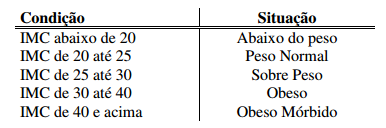 Condição Situação
IMC abaixo de 20 Abaixo do peso
IMC de 20 até 25 Peso Normal
IMC de 25 até 30 Sobre Peso
IMC de 30 até 40 Obeso
IMC de 40 e acima Obeso Mórbido